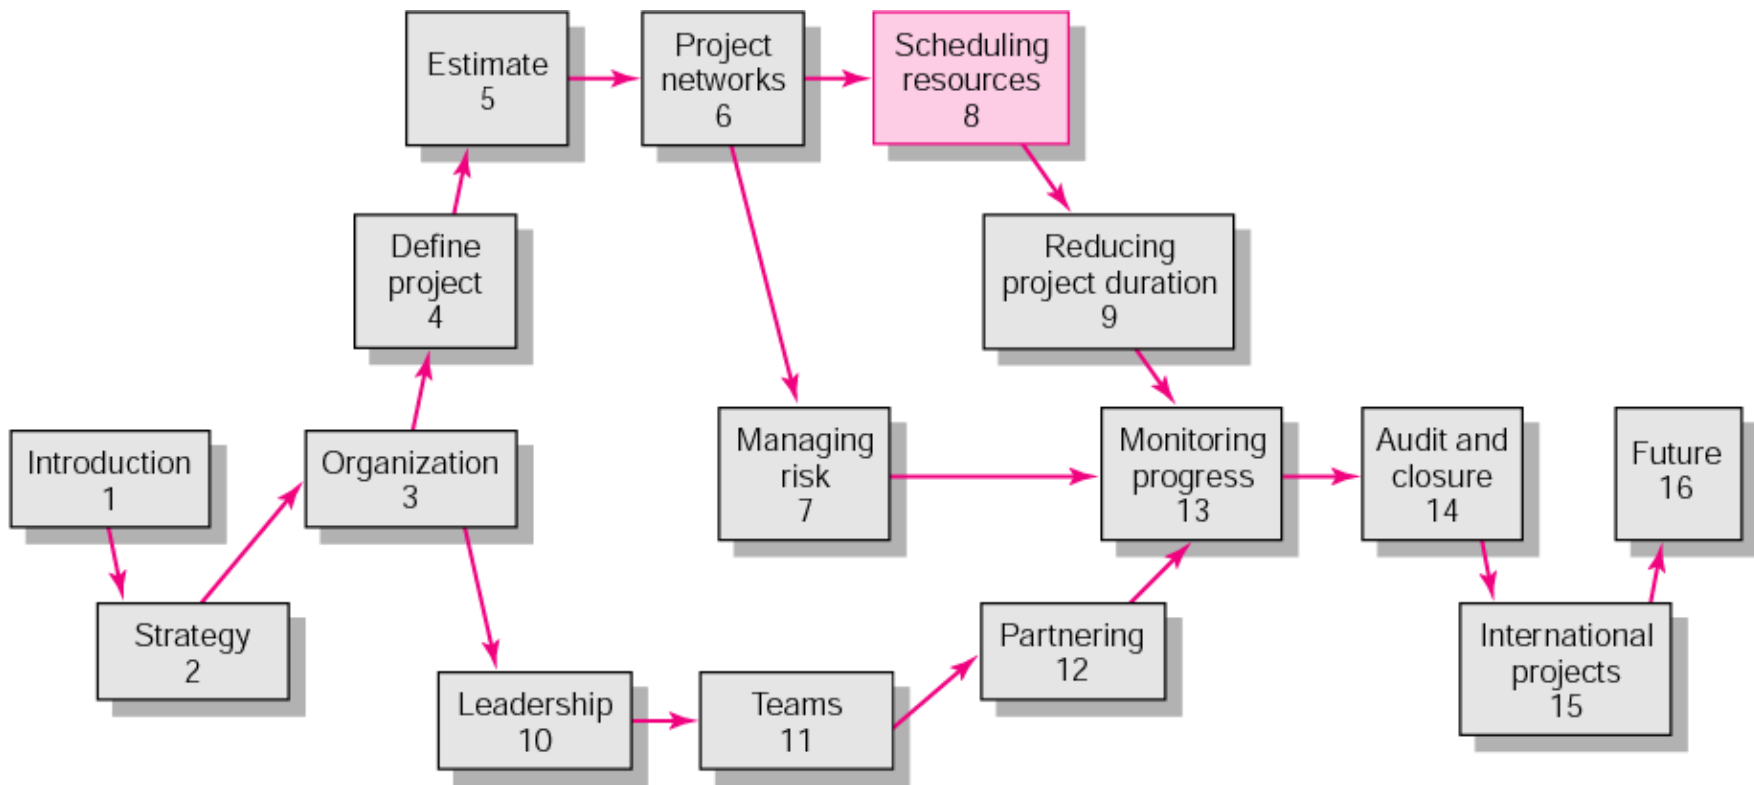 Estimate
5
Project
networks
6
Scheduling
resources
8
Define
project
4
Reducing
project duration
9
Introduction
1
Organization
3
Managing
risk
7
Monitoring
progress
13
Audit and
closure
14
Future
16
Strategy
2
Leadership
10
Teams
11
Partnering
12
International
projects
15